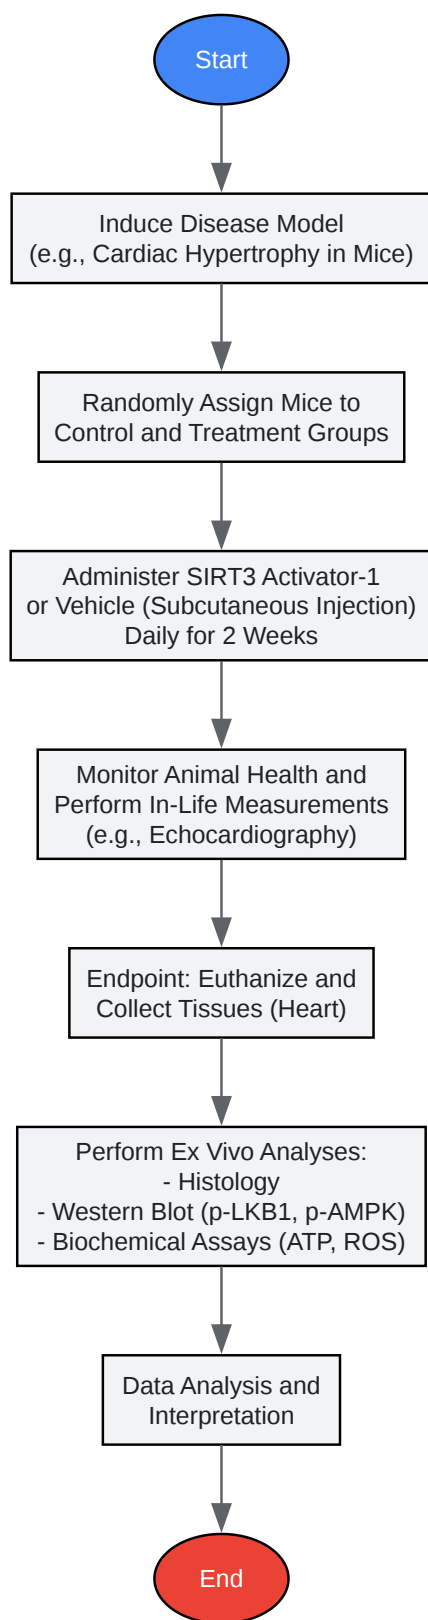 Start
Induce Disease Model
(e.g., Cardiac Hypertrophy in Mice)
Randomly Assign Mice to
Control and Treatment Groups
Administer SIRT3 Activator-1
or Vehicle (Subcutaneous Injection)
Daily for 2 Weeks
Monitor Animal Health and
Perform In-Life Measurements
(e.g., Echocardiography)
Endpoint: Euthanize and
Collect Tissues (Heart)
Perform Ex Vivo Analyses:
- Histology
- Western Blot (p-LKB1, p-AMPK)
- Biochemical Assays (ATP, ROS)
Data Analysis and
Interpretation
End